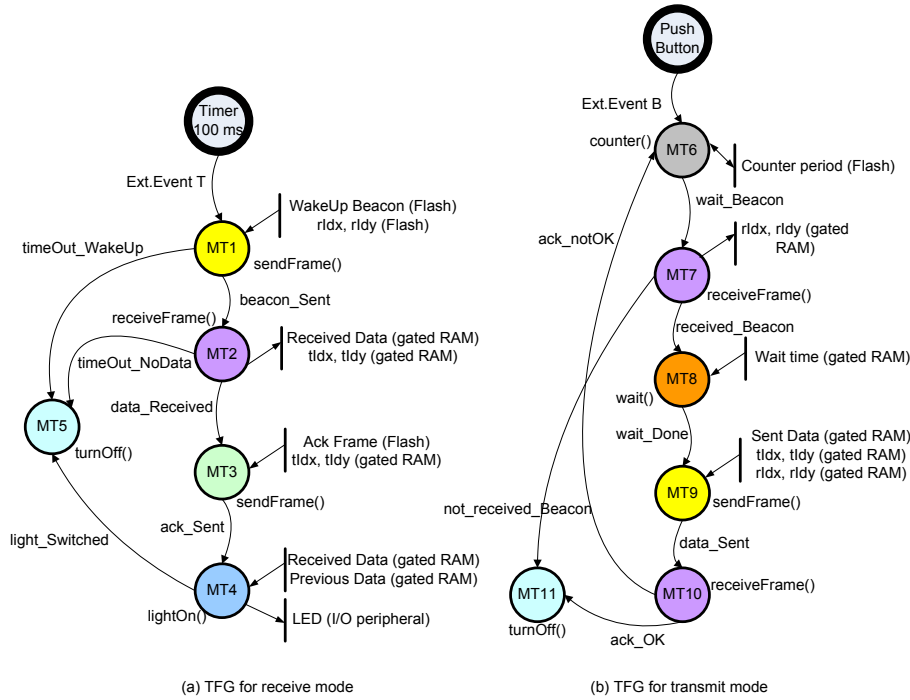 Timer
100 ms
Ext.Event T
WakeUp Beacon (Flash)
rIdx, rIdy (Flash)
MT1
timeOut_WakeUp
sendFrame()
beacon_Sent
receiveFrame()
MT2
Received Data (gated RAM)
tIdx, tIdy (gated RAM)
timeOut_NoData
data_Received
MT5
turnOff()
MT3
Ack Frame (Flash)
tIdx, tIdy (gated RAM)
sendFrame()
ack_Sent
light_Switched
MT4
Received Data (gated RAM)
Previous Data (gated RAM)
lightOn()
LED (I/O peripheral)
(a) TFG for receive mode
Push
Button
Ext.Event B
counter()
MT6
Counter period (Flash)
wait_Beacon
ack_notOK
rIdx, rIdy (gated
RAM)
MT7
receiveFrame()
received_Beacon
MT8
Wait time (gated RAM)
wait()
wait_Done
Sent Data (gated RAM)
tIdx, tIdy (gated RAM)
rIdx, rIdy (gated RAM)
MT9
sendFrame()
not_received_Beacon
data_Sent
MT10
receiveFrame()
MT11
turnOff()
ack_OK
(b) TFG for transmit mode